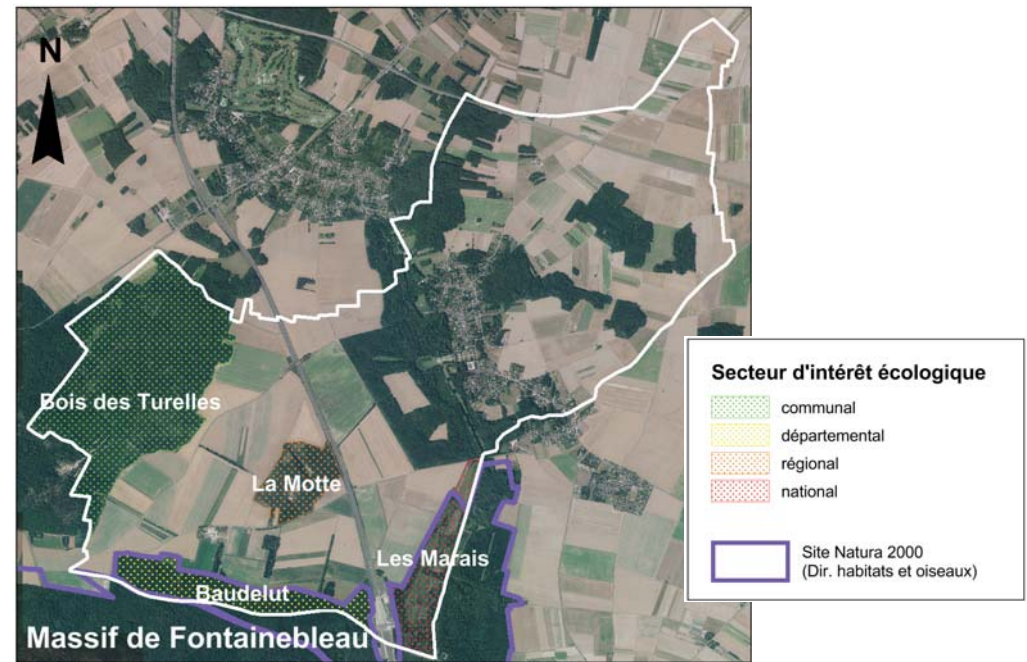 N
Bois des Turelles
La Motte
Les Marais
Baudelut
Massif de Fontainebleau
Secteur d'intérêt écologique
communal
départemental
régional
national
Site Natura 2000
(Dir. habitats et oiseaux)